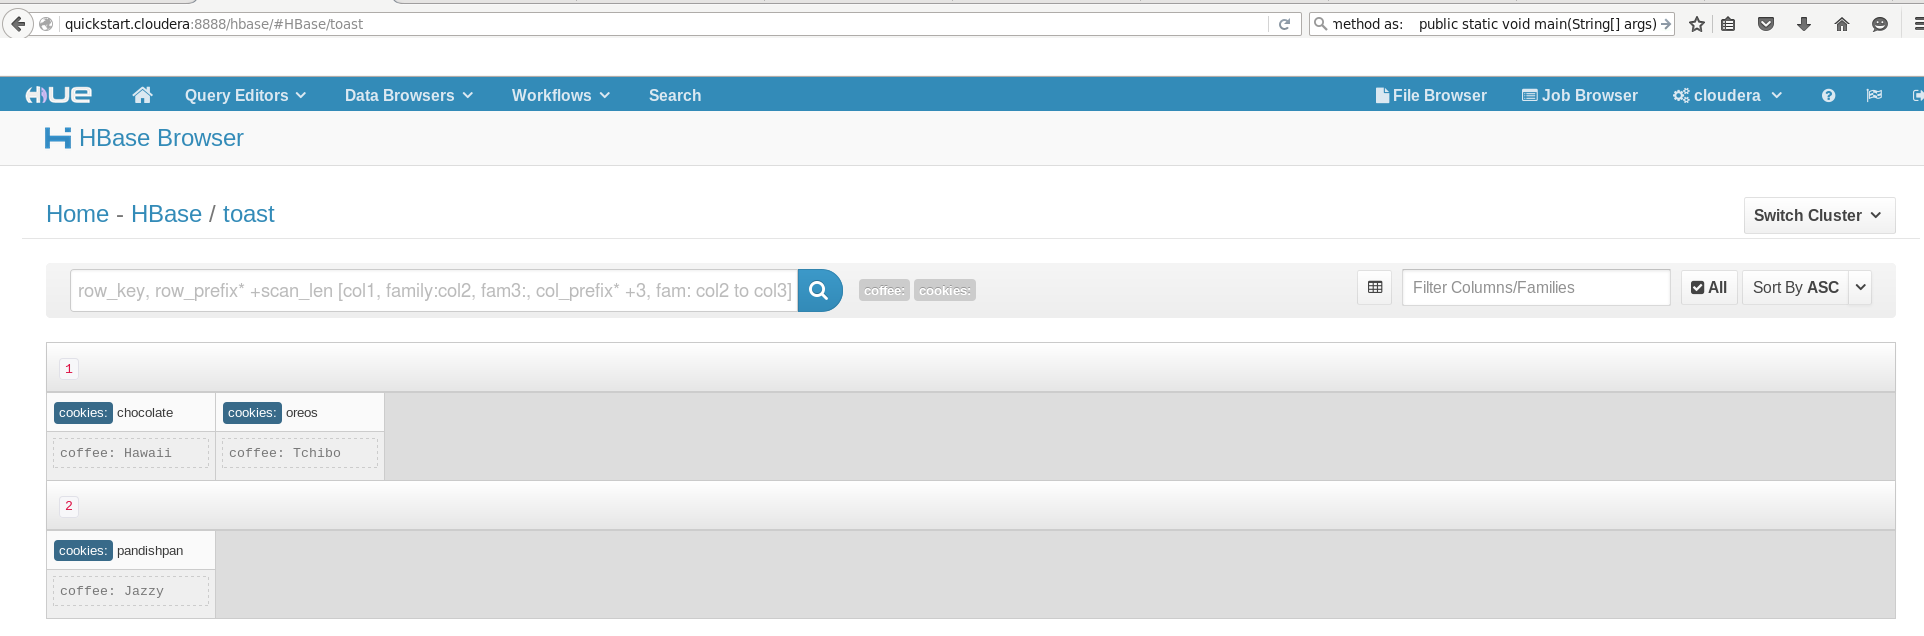 quickstart.cloudera:8888/hbase/#HBase/toast
method as: public static void main(String[] args)
HUE Query Editors Data Browsers Workflows Search File Browser Job Browser cloudera
HBase Browser
Home - HBase / toast
Switch Cluster
row_key, row_prefix* +scan_len [col1, family:col2, fam3:, col_prefix* +3, fam: col2 to col3]
coffee: cookies:
Filter Columns/Families
All
Sort By ASC
1
cookies: chocolate cookies: oreos
coffee: Hawaii coffee: Tchibo
2
cookies: pandishpan
coffee: Jazzy